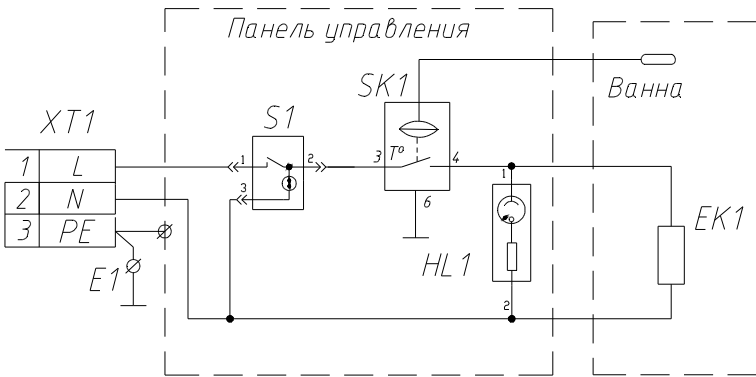 Панель управления
SK1
Ванна
XT1
S1
1 L
1
2
3
T°
4
2 N
3
6
1
3 PE
E1
HL1
EK1
2